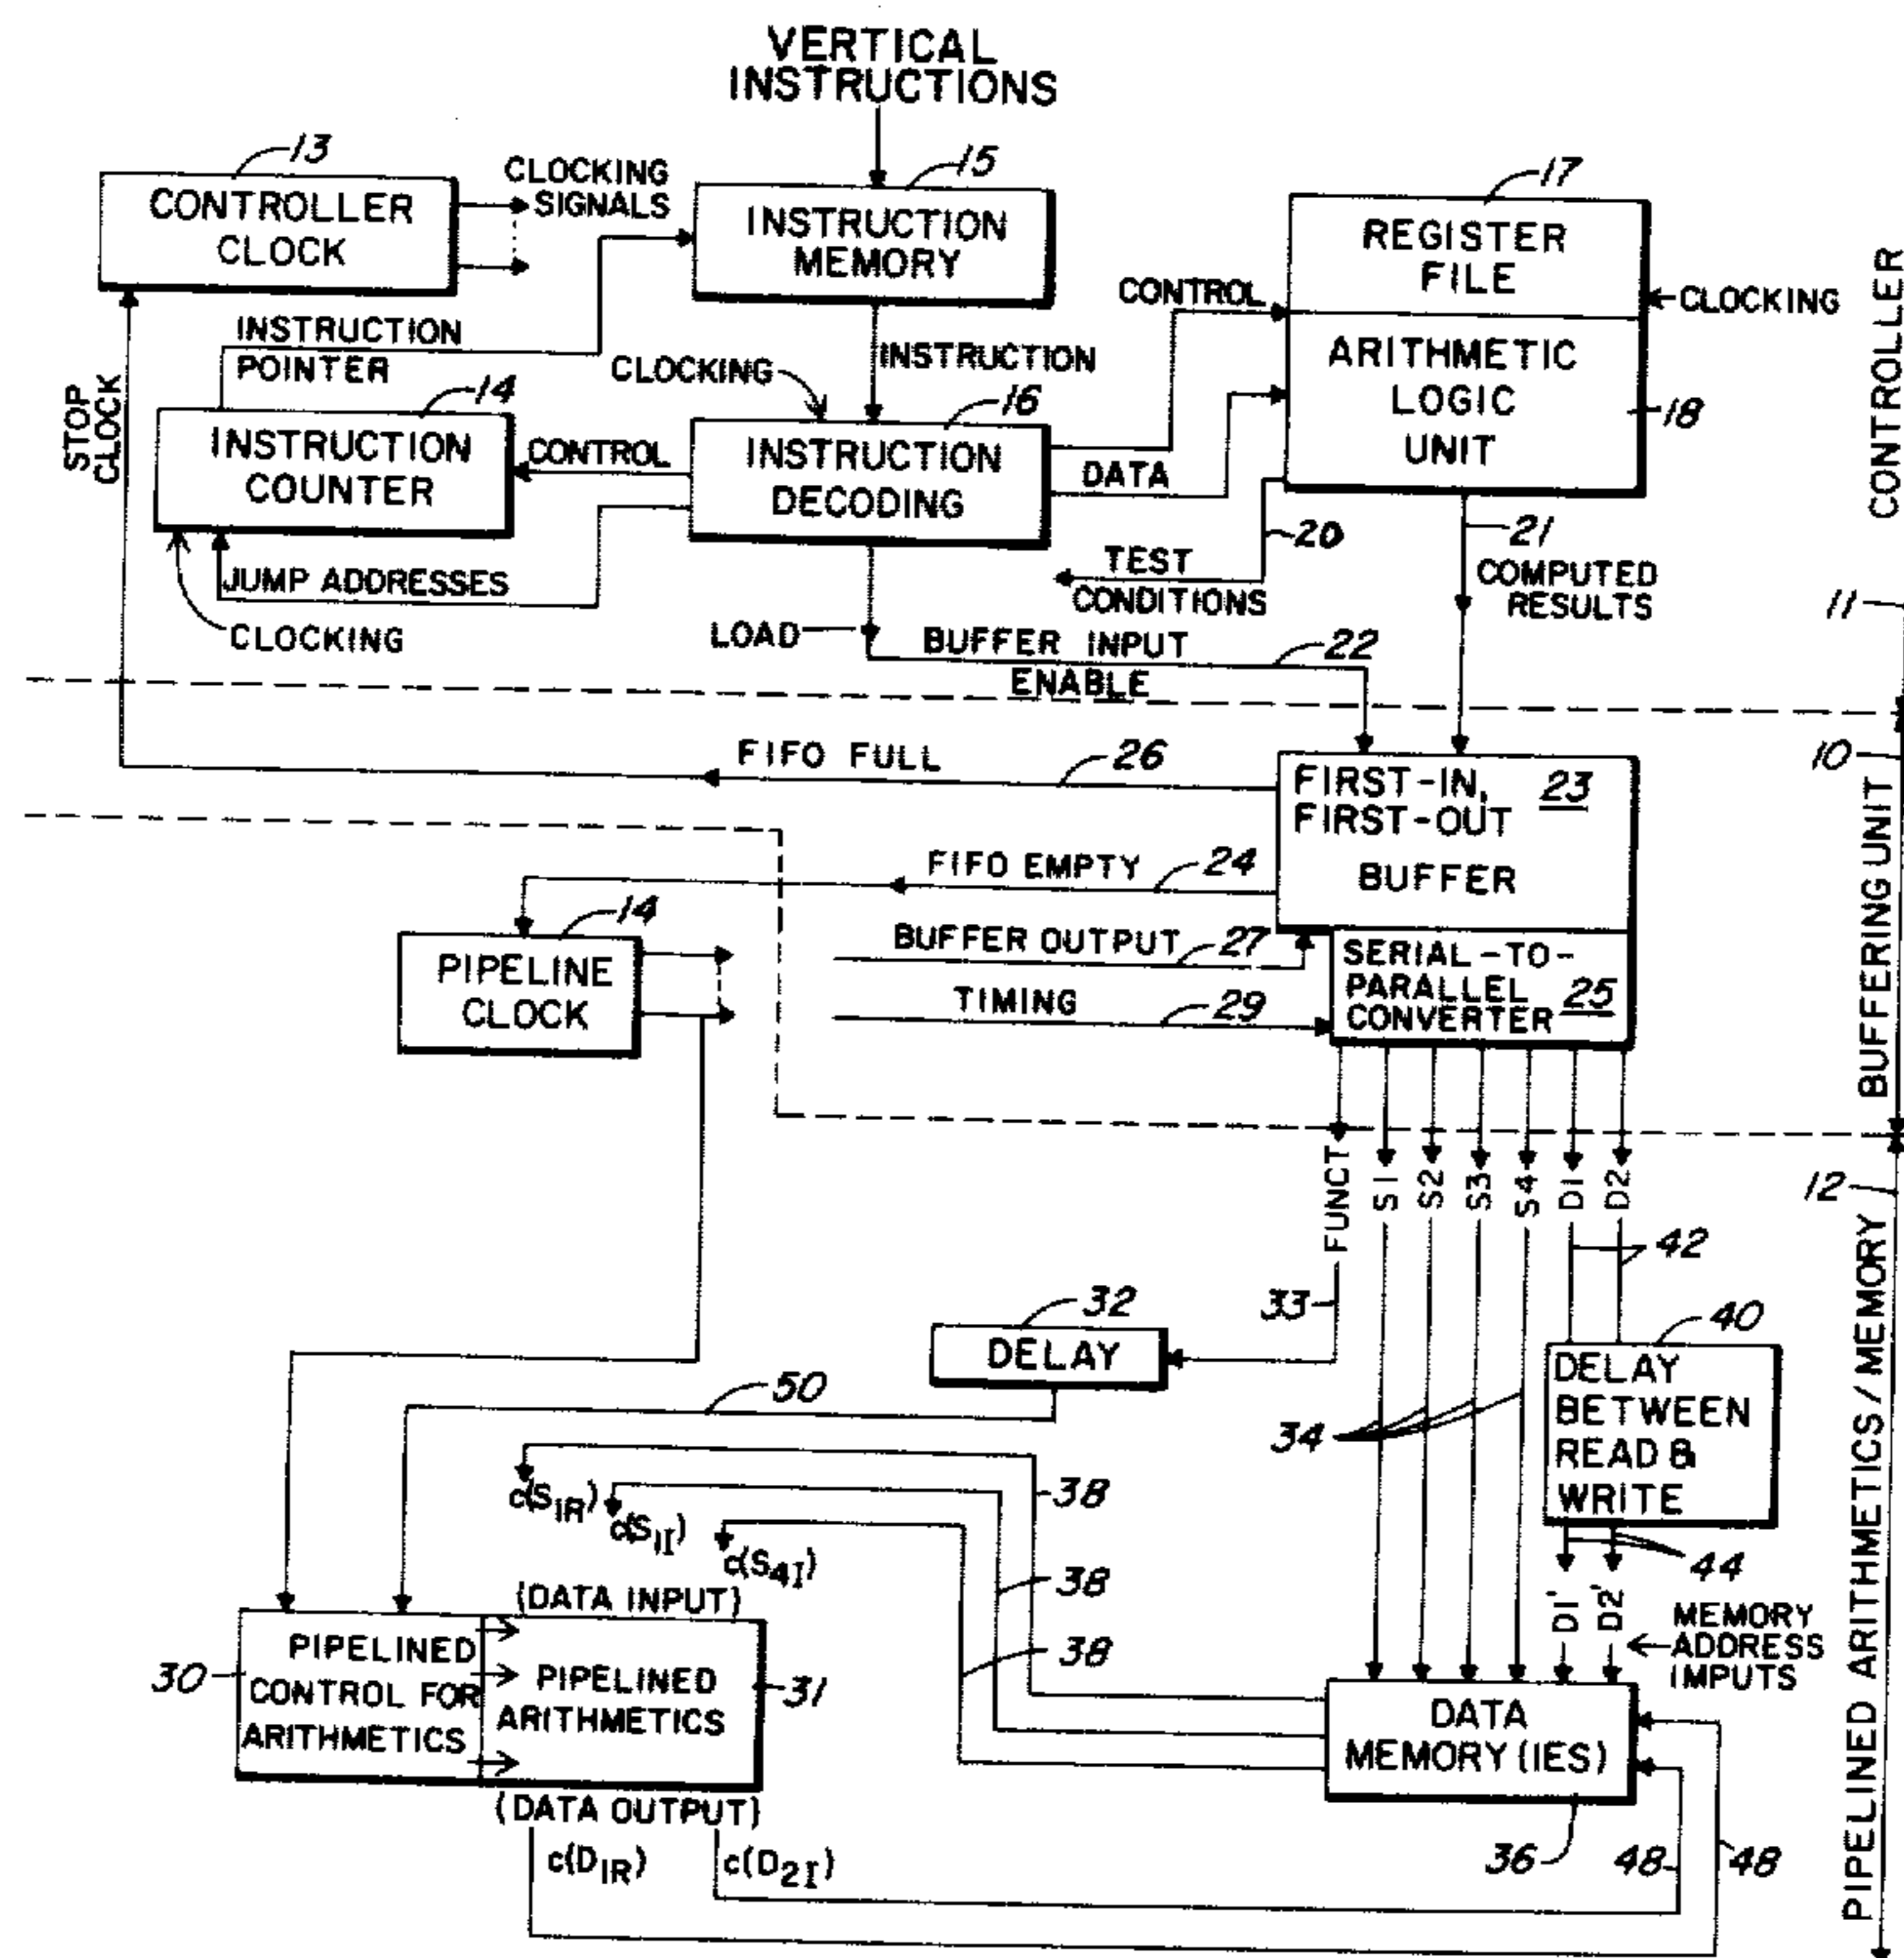 VERTICAL
INSTRUCTIONS
13
CONTROLLER
CLOCK
CLOCKING
SIGNALS
15
INSTRUCTION
MEMORY
17
REGISTER
FILE
CLOCKING
CONTROL
ARITHMETIC
LOGIC
UNIT
18
CONTROLLER
INSTRUCTION
POINTER
STOP
CLOCK
14
INSTRUCTION
COUNTER
CLOCKING
INSTRUCTION
16
INSTRUCTION
DECODING
CONTROL
DATA
JUMP ADDRESSES
CLOCKING
20
TEST
CONDITIONS
21
COMPUTED
RESULTS
11
LOAD
BUFFER INPUT
22
ENABLE
FIFO FULL
26
10
BUFFERING UNIT
FIRST-IN, 23
FIRST-OUT
BUFFER
FIFO EMPTY
24
14
PIPELINE
CLOCK
BUFFER OUTPUT
27
TIMING
29
SERIAL-TO-
PARALLEL
CONVERTER 25
FUNCT
S1
S2
S3
S4
D1
D2
12
PIPELINED ARITHMETICS/MEMORY
42
33
32
DELAY
40
DELAY
BETWEEN
READ &
WRITE
50
34
38
c(S1R)
c(S1I)
c(S4I)
38
38
44
D1'
D2'
MEMORY
ADDRESS
IMPUTS
(DATA INPUT)
30
PIPELINED
CONTROL FOR
ARITHMETICS
PIPELINED
ARITHMETICS
31
(DATA OUTPUT)
DATA
MEMORY(IES)
36
48
48
c(D1R)
c(D2I)